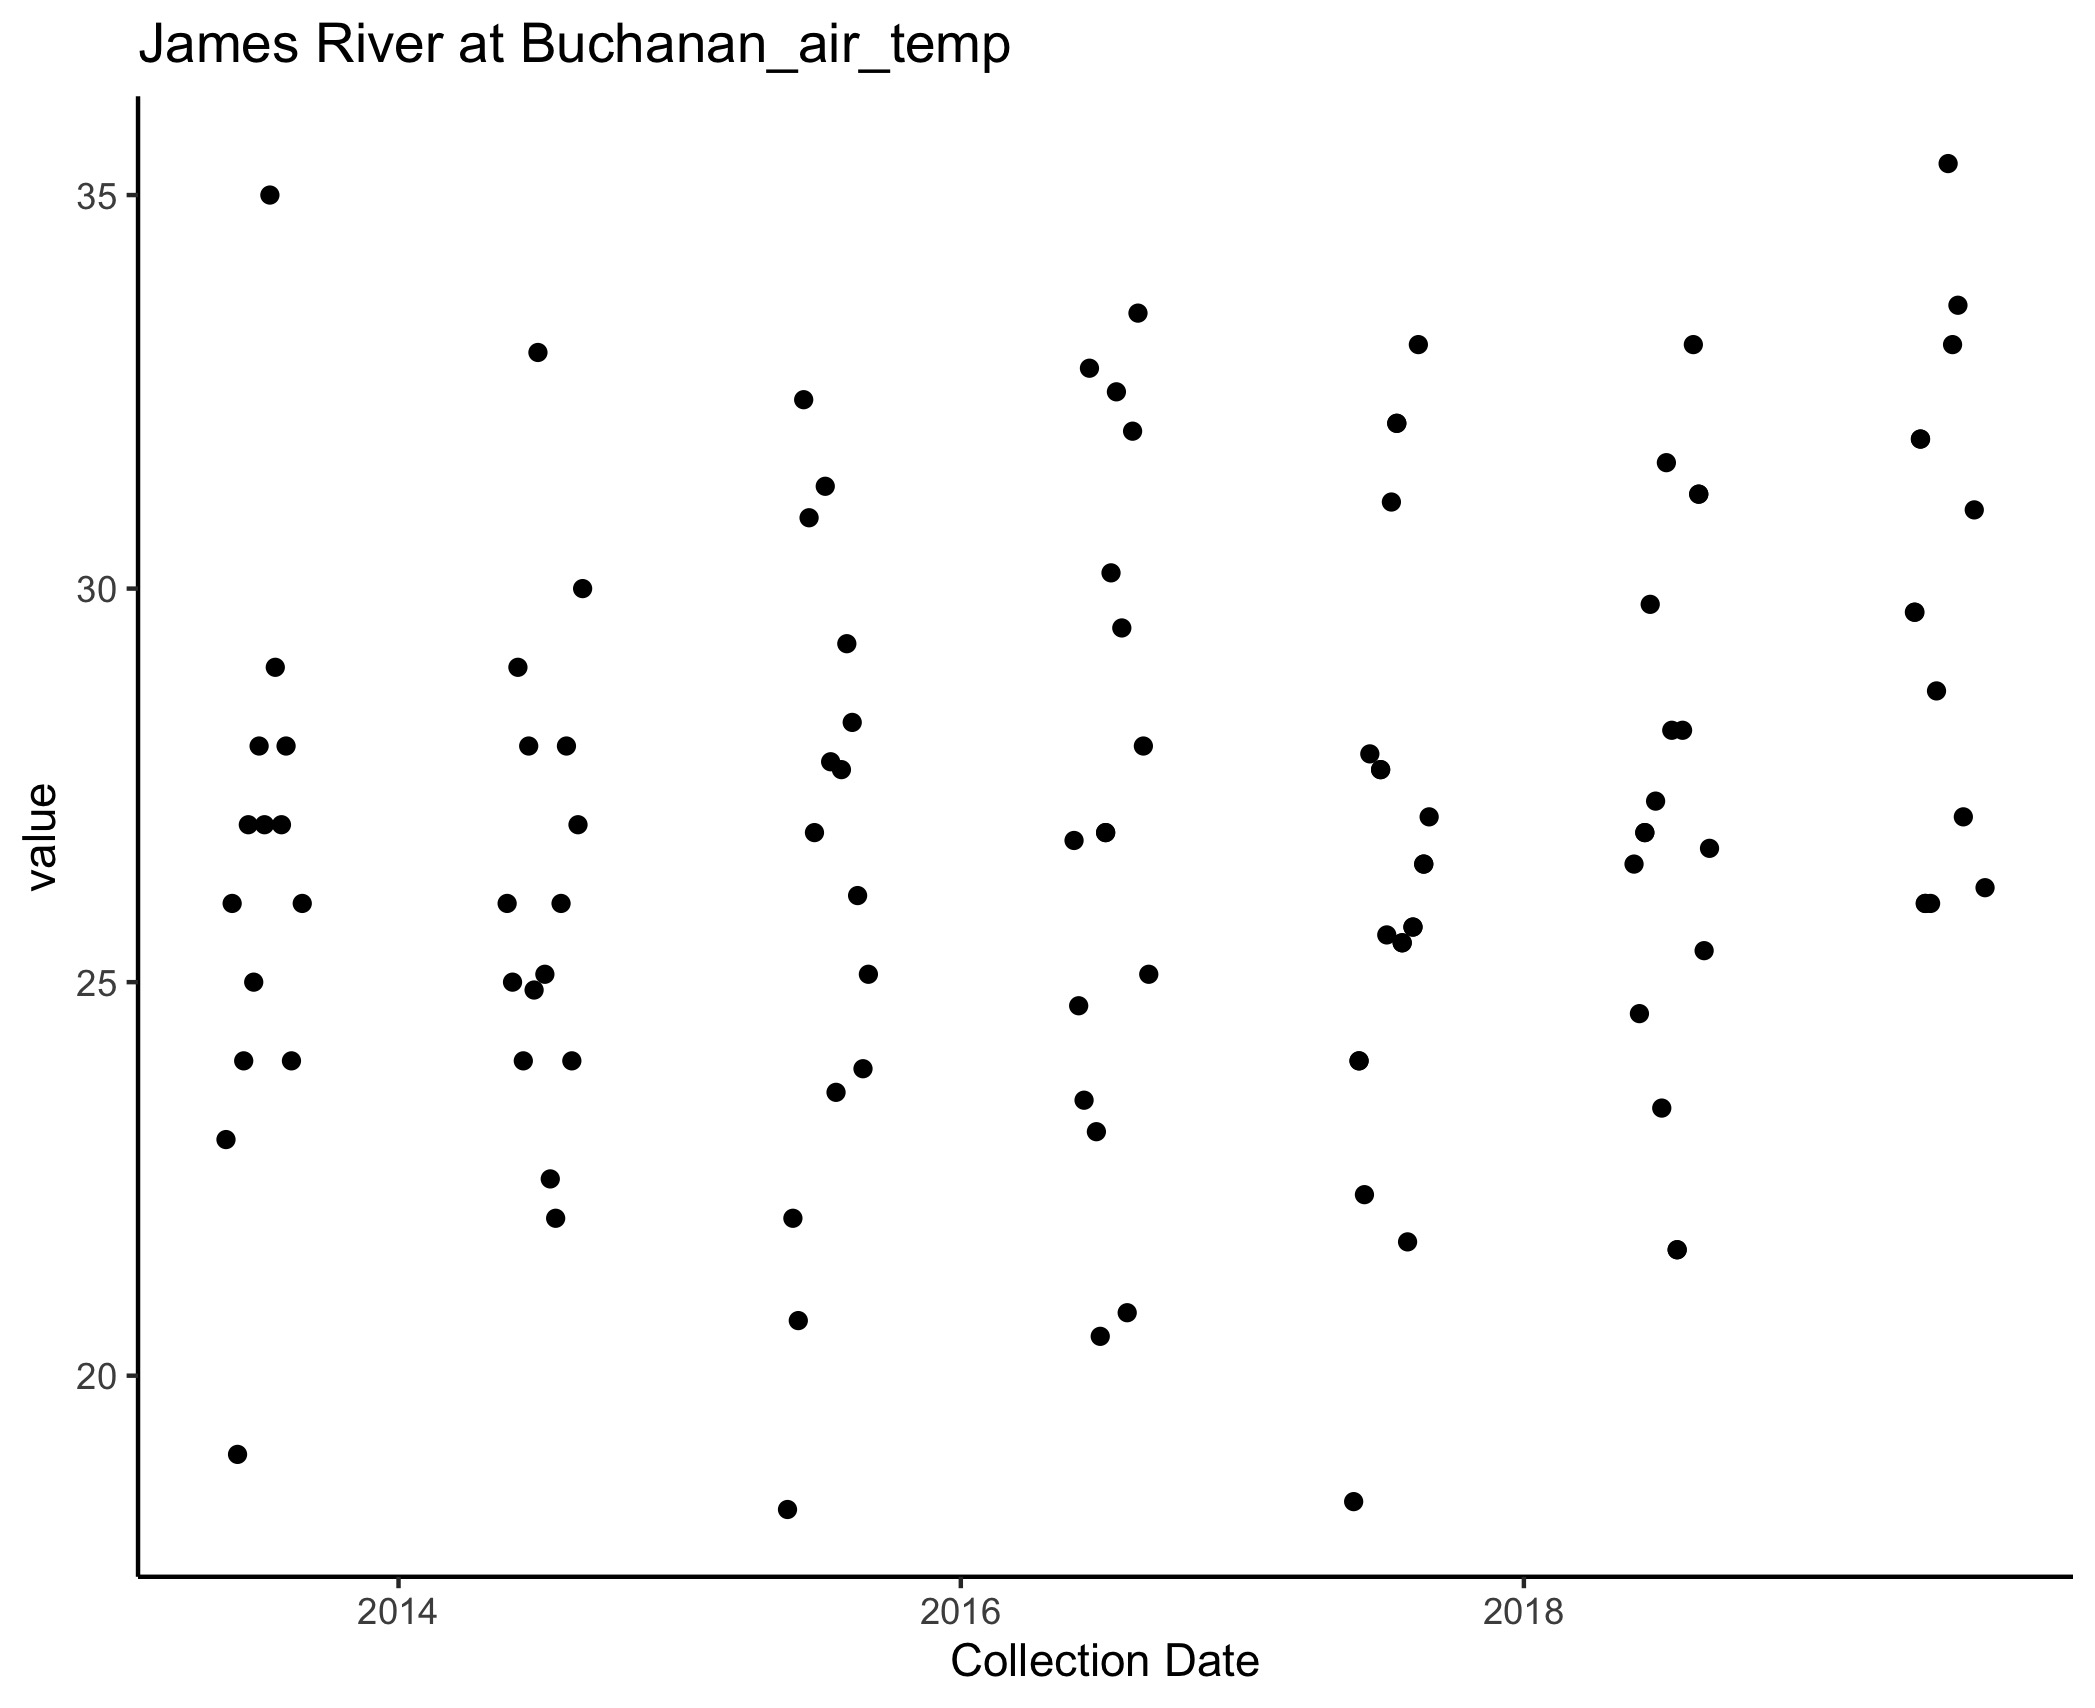 James River at Buchanan_air_temp
value
35
30
25
20
2014 2016 2018
Collection Date